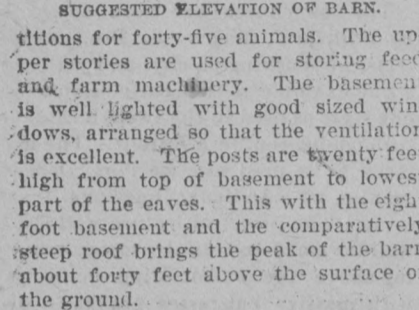 SUGGESTED ELEVATION OF BARN.
titions for forty-five animals. The up-
per stories are used for storing feed
and farm machinery. The basemen
is well lighted with good sized win
dows, arranged so that the ventilation
is excellent. The posts are twenty fee
high from top of basement to lowes
part of the eaves. This with the eigh
foot basement and the comparatively
steep roof brings the peak of the barn
about forty feet above the surface o
the ground.